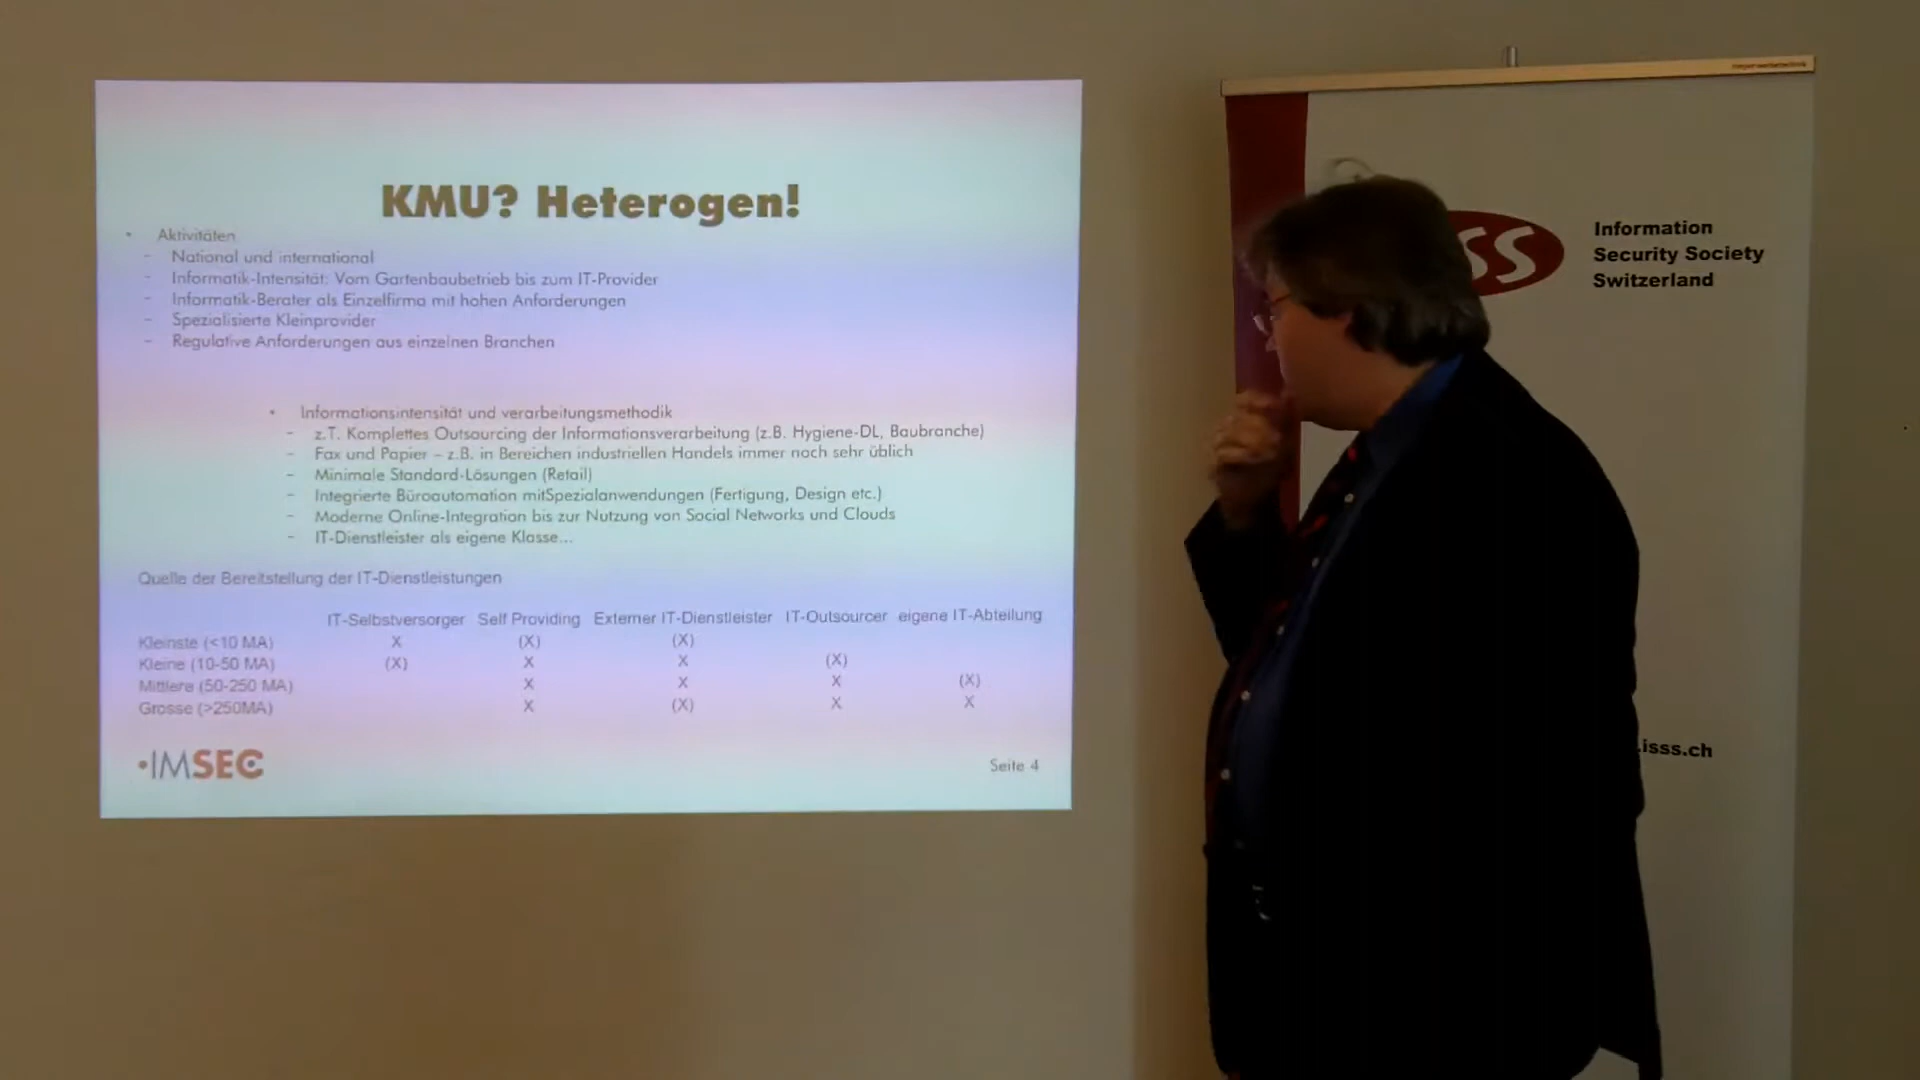 KMU? Heterogen!
• Aktivitäten
- National und international
- Informatik-Intensität: Vom Gartenbaubetrieb bis zum IT-Provider
- Informatik-Berater als Einzelfirma mit hohen Anforderungen
- Spezialisierte Kleinprovider
- Regulative Anforderungen aus einzelnen Branchen
• Informationsintensität und verarbeitungsmethodik
- z.T. Komplettes Outsourcing der Informationsverarbeitung (z.B. Hygiene-DL, Baubranche)
- Fax und Papier – z.B. in Bereichen industriellen Handels immer noch sehr üblich
- Minimale Standard-Lösungen (Retail)
- Integrierte Büroautomation mitSpezialanwendungen (Fertigung, Design etc.)
- Moderne Online-Integration bis zur Nutzung von Social Networks und Clouds
- IT-Dienstleister als eigene Klasse...
Quelle der Bereitstellung der IT-Dienstleistungen
IT-Selbstversorger Self Providing Externer IT-Dienstleister IT-Outsourcer eigene IT-Abteilung
Kleinste (<10 MA) X (X) (X)
Kleine (10-50 MA) (X) X X (X)
Mittlere (50-250 MA) X X X (X)
Grosse (>250MA) X (X) X X
•IMSEC
Seite 4
SS
Information
Security Society
Switzerland
.isss.ch